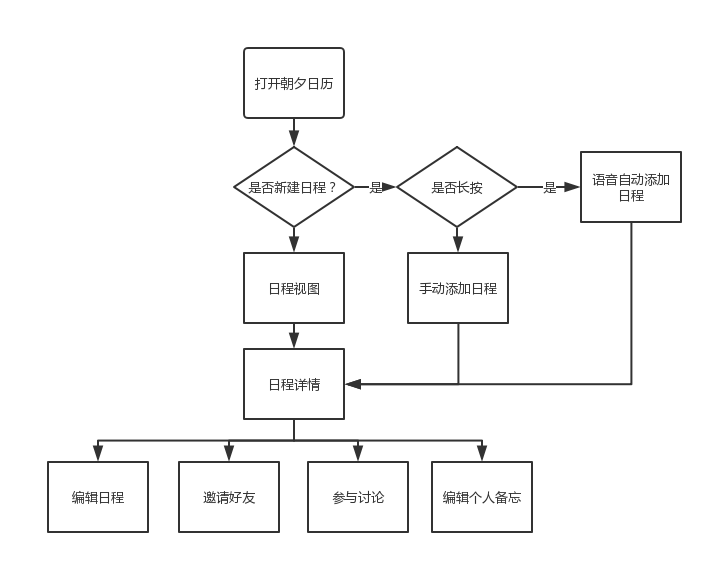 打开朝夕日历
是否新建日程？
是
是否长按
是
语音自动添加
日程
日程视图
手动添加日程
日程详情
编辑日程
邀请好友
参与讨论
编辑个人备忘